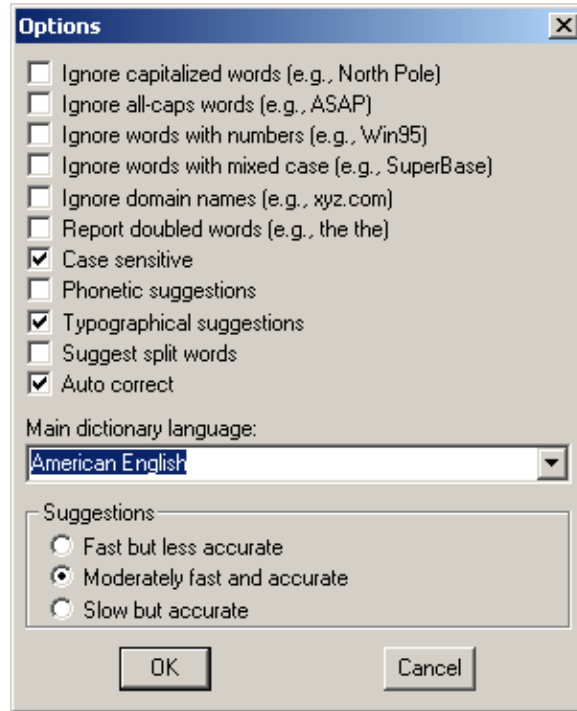 Options
Ignore capitalized words (e.g., North Pole)
Ignore all-caps words (e.g., ASAP)
Ignore words with numbers (e.g., Win95)
Ignore words with mixed case (e.g., SuperBase)
Ignore domain names (e.g., xyz.com)
Report doubled words (e.g., the the)
Case sensitive
Phonetic suggestions
Typographical suggestions
Suggest split words
Auto correct
Main dictionary language:
American English
Suggestions
Fast but less accurate
Moderately fast and accurate
Slow but accurate
OK Cancel